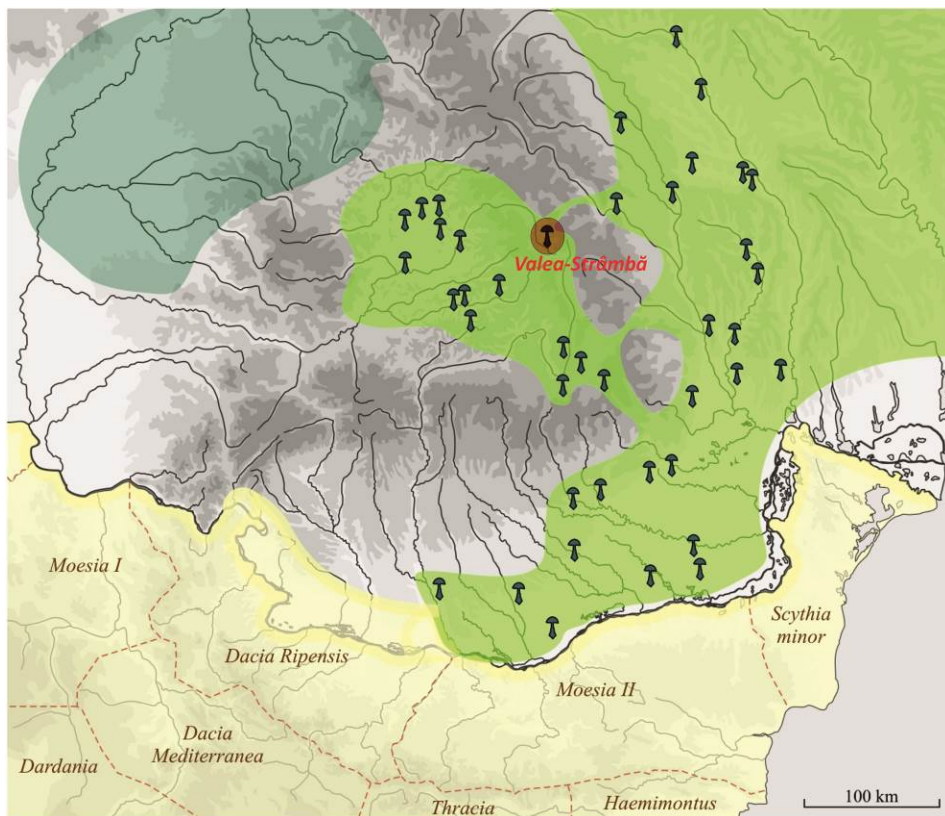 Valea-Strâmbă
Moesia I
Scythia
minor
Dacia Ripensis
Moesia II
Dacia
Mediterranea
Dardania
100 km
Thracia
Haemimontus